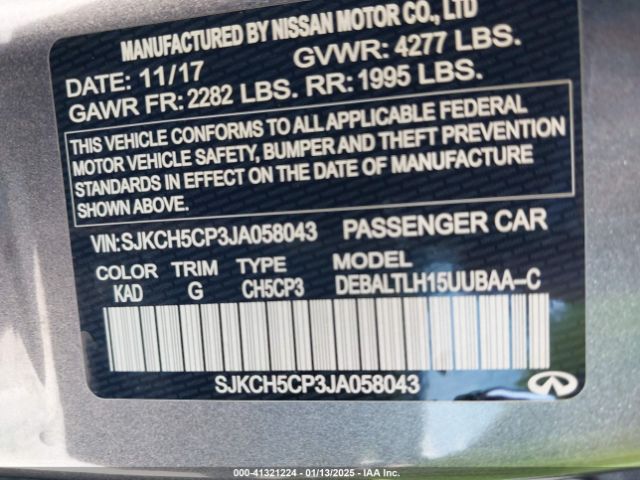 MANUFACTURED BY NISSAN MOTOR CO., LTD
DATE: 11/17 GVWR: 4277 LBS.
GAWR FR: 2282 LBS. RR: 1995 LBS.
THIS VEHICLE CONFORMS TO ALL APPLICABLE FEDERAL
MOTOR VEHICLE SAFETY, BUMPER AND THEFT PREVENTION
STANDARDS IN EFFECT ON THE DATE OF MANUFACTURE
SHOWN ABOVE.
VIN:SJKCH5CP3JA058043 PASSENGER CAR
COLOR TRIM TYPE MODEL
KAD G CH5CP3 DEBALTLH15UUBAA-C
SJKCH5CP3JA058043
000-41321224 - 01/13/2025 - IAA Inc.